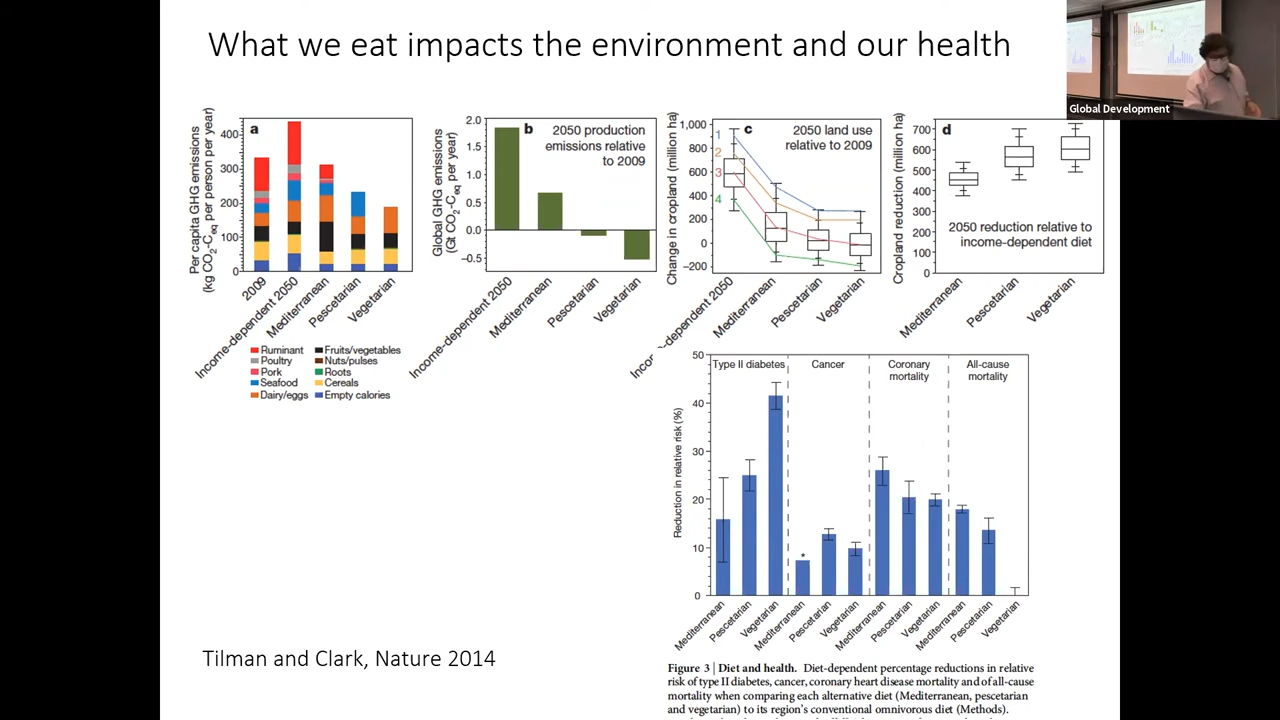 What we eat impacts the environment and our health
Global Development
Per capita GHG emissions
(kg CO2-Ceq per person per year)
400
300
200
100
0
a
2009
Income-dependent 2050
Mediterranean
Pescetarian
Vegetarian
Ruminant
Poultry
Pork
Seafood
Dairy/eggs
Fruits/vegetables
Nuts/pulses
Roots
Cereals
Empty calories
Global GHG emissions
(Gt CO2-Ceq per year)
2.0
1.5
1.0
0.5
0.0
−0.5
b
2050 production
emissions relative
to 2009
Income-dependent 2050
Mediterranean
Pescetarian
Vegetarian
Change in cropland (million ha)
1,000
800
600
400
200
0
−200
c
1
2
3
4
2050 land use
relative to 2009
Mediterranean
Pescetarian
Vegetarian
Cropland reduction (million ha)
700
600
500
400
300
200
100
0
d
2050 reduction relative to
income-dependent diet
Mediterranean
Pescetarian
Vegetarian
Reduction in relative risk (%)
50
40
30
20
10
0
Type II diabetes
Cancer
Coronary
mortality
All-cause
mortality
*
Mediterranean
Pescetarian
Vegetarian
Mediterranean
Pescetarian
Vegetarian
Mediterranean
Pescetarian
Vegetarian
Mediterranean
Pescetarian
Vegetarian
Tilman and Clark, Nature 2014
Figure 3 | Diet and health. Diet-dependent percentage reductions in relative
risk of type II diabetes, cancer, coronary heart disease mortality and of all-cause
mortality when comparing each alternative diet (Mediterranean, pescetarian
and vegetarian) to its region's conventional omnivorous diet (Methods).